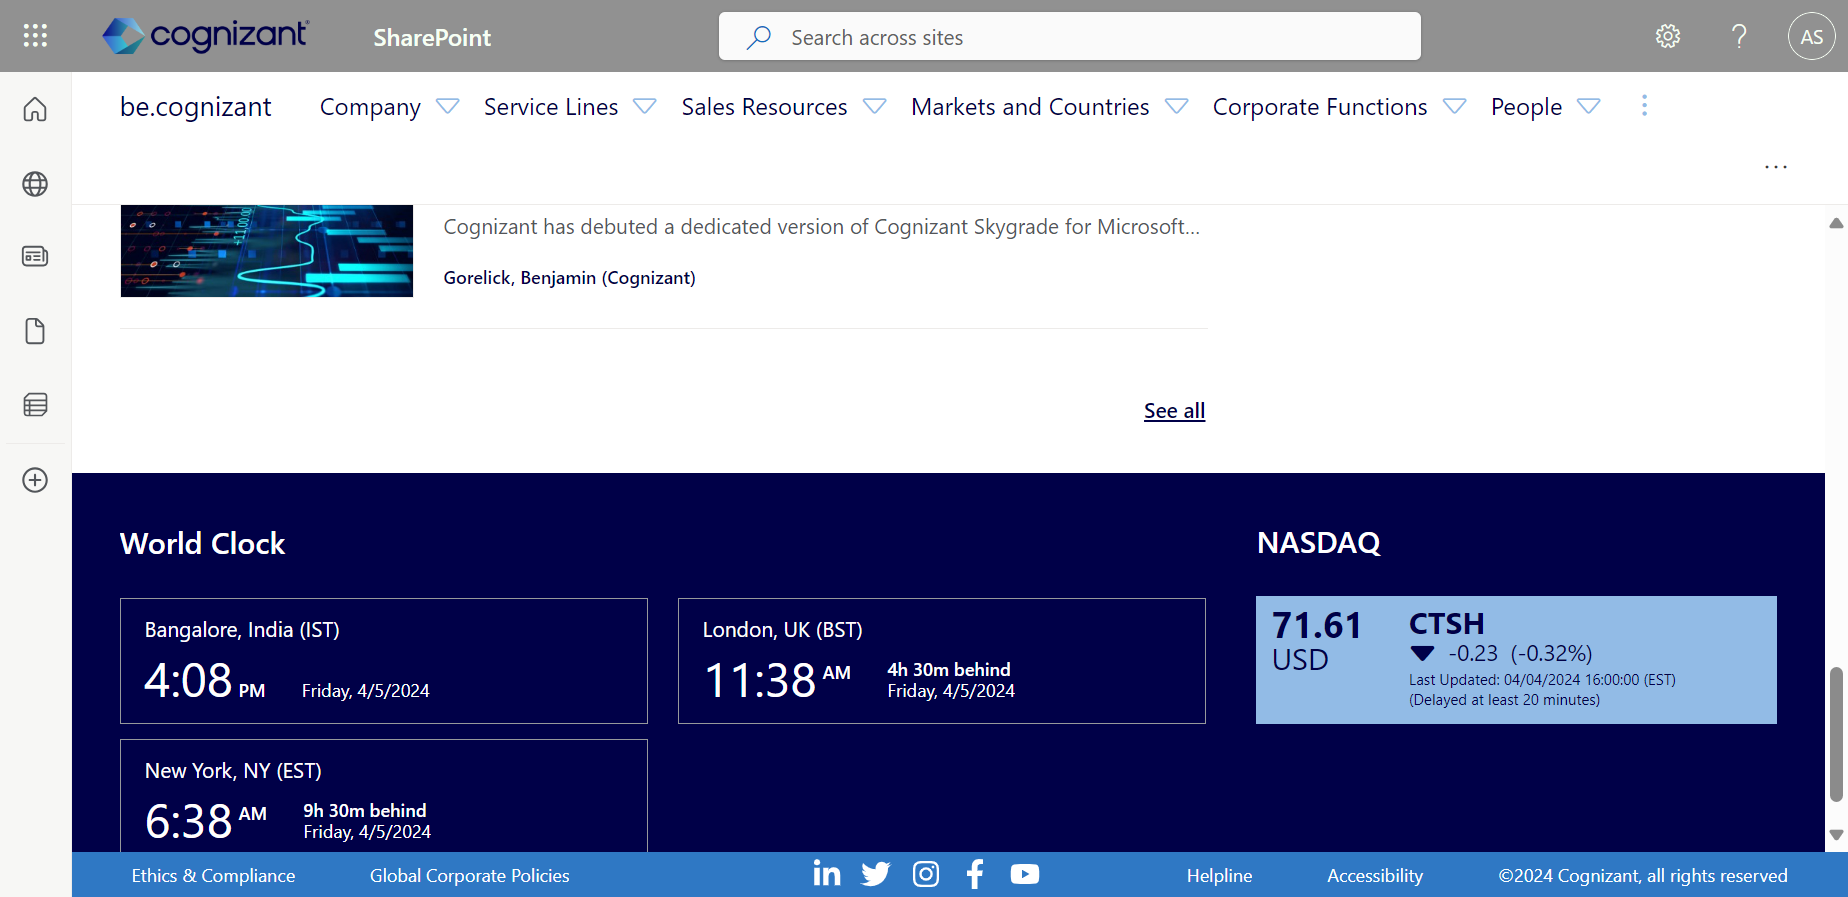 cognizant
SharePoint
Search across sites
AS
be.cognizant
Company
Service Lines
Sales Resources
Markets and Countries
Corporate Functions
People
Cognizant has debuted a dedicated version of Cognizant Skygrade for Microsoft...
Gorelick, Benjamin (Cognizant)
+11,00:00
See all
World Clock
NASDAQ
Bangalore, India (IST)
4:08 PM
Friday, 4/5/2024
London, UK (BST)
11:38 AM
4h 30m behind
Friday, 4/5/2024
71.61
USD
CTSH
-0.23 (-0.32%)
Last Updated: 04/04/2024 16:00:00 (EST)
(Delayed at least 20 minutes)
New York, NY (EST)
6:38 AM
9h 30m behind
Friday, 4/5/2024
Ethics & Compliance
Global Corporate Policies
Helpline
Accessibility
©2024 Cognizant, all rights reserved